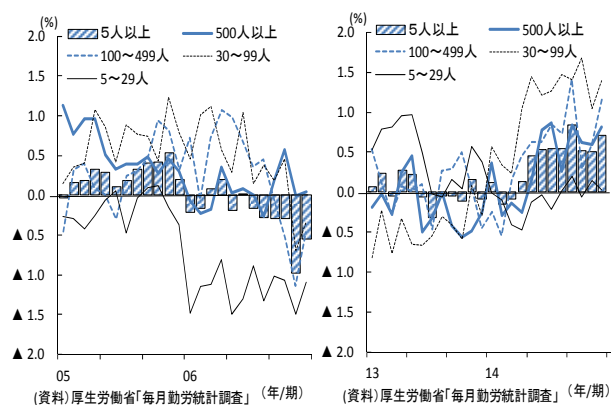 (%)
5人以上
500人以上
100～499人
30～99人
5～29人
2.0
1.5
1.0
0.5
0.0
▲ 0.5
▲ 1.0
▲ 1.5
▲ 2.0
05
06
(年/期)
(資料)厚生労働省「毎月勤労統計調査」
(%)
5人以上
500人以上
100～499人
30～99人
5～29人
2.0
1.5
1.0
0.5
0.0
▲ 0.5
▲ 1.0
▲ 1.5
▲ 2.0
13
14
(年/期)
(資料)厚生労働省「毎月勤労統計調査」